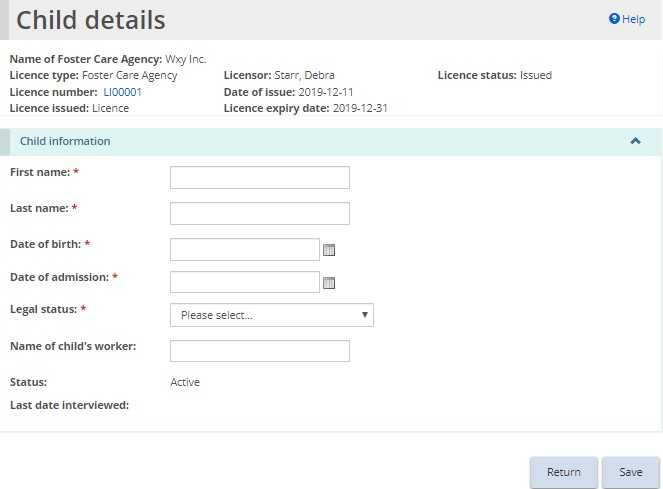 Child details
Help
Name of Foster Care Agency: Wxy Inc.
Licence type: Foster Care Agency Licensor: Starr, Debra Licence status: Issued
Licence number: LI00001 Date of issue: 2019-12-11
Licence issued: Licence Licence expiry date: 2019-12-31
Child information
First name: *
Last name: *
Date of birth: *
Date of admission: *
Legal status: * Please select...
Name of child's worker:
Status: Active
Last date interviewed:
Return Save